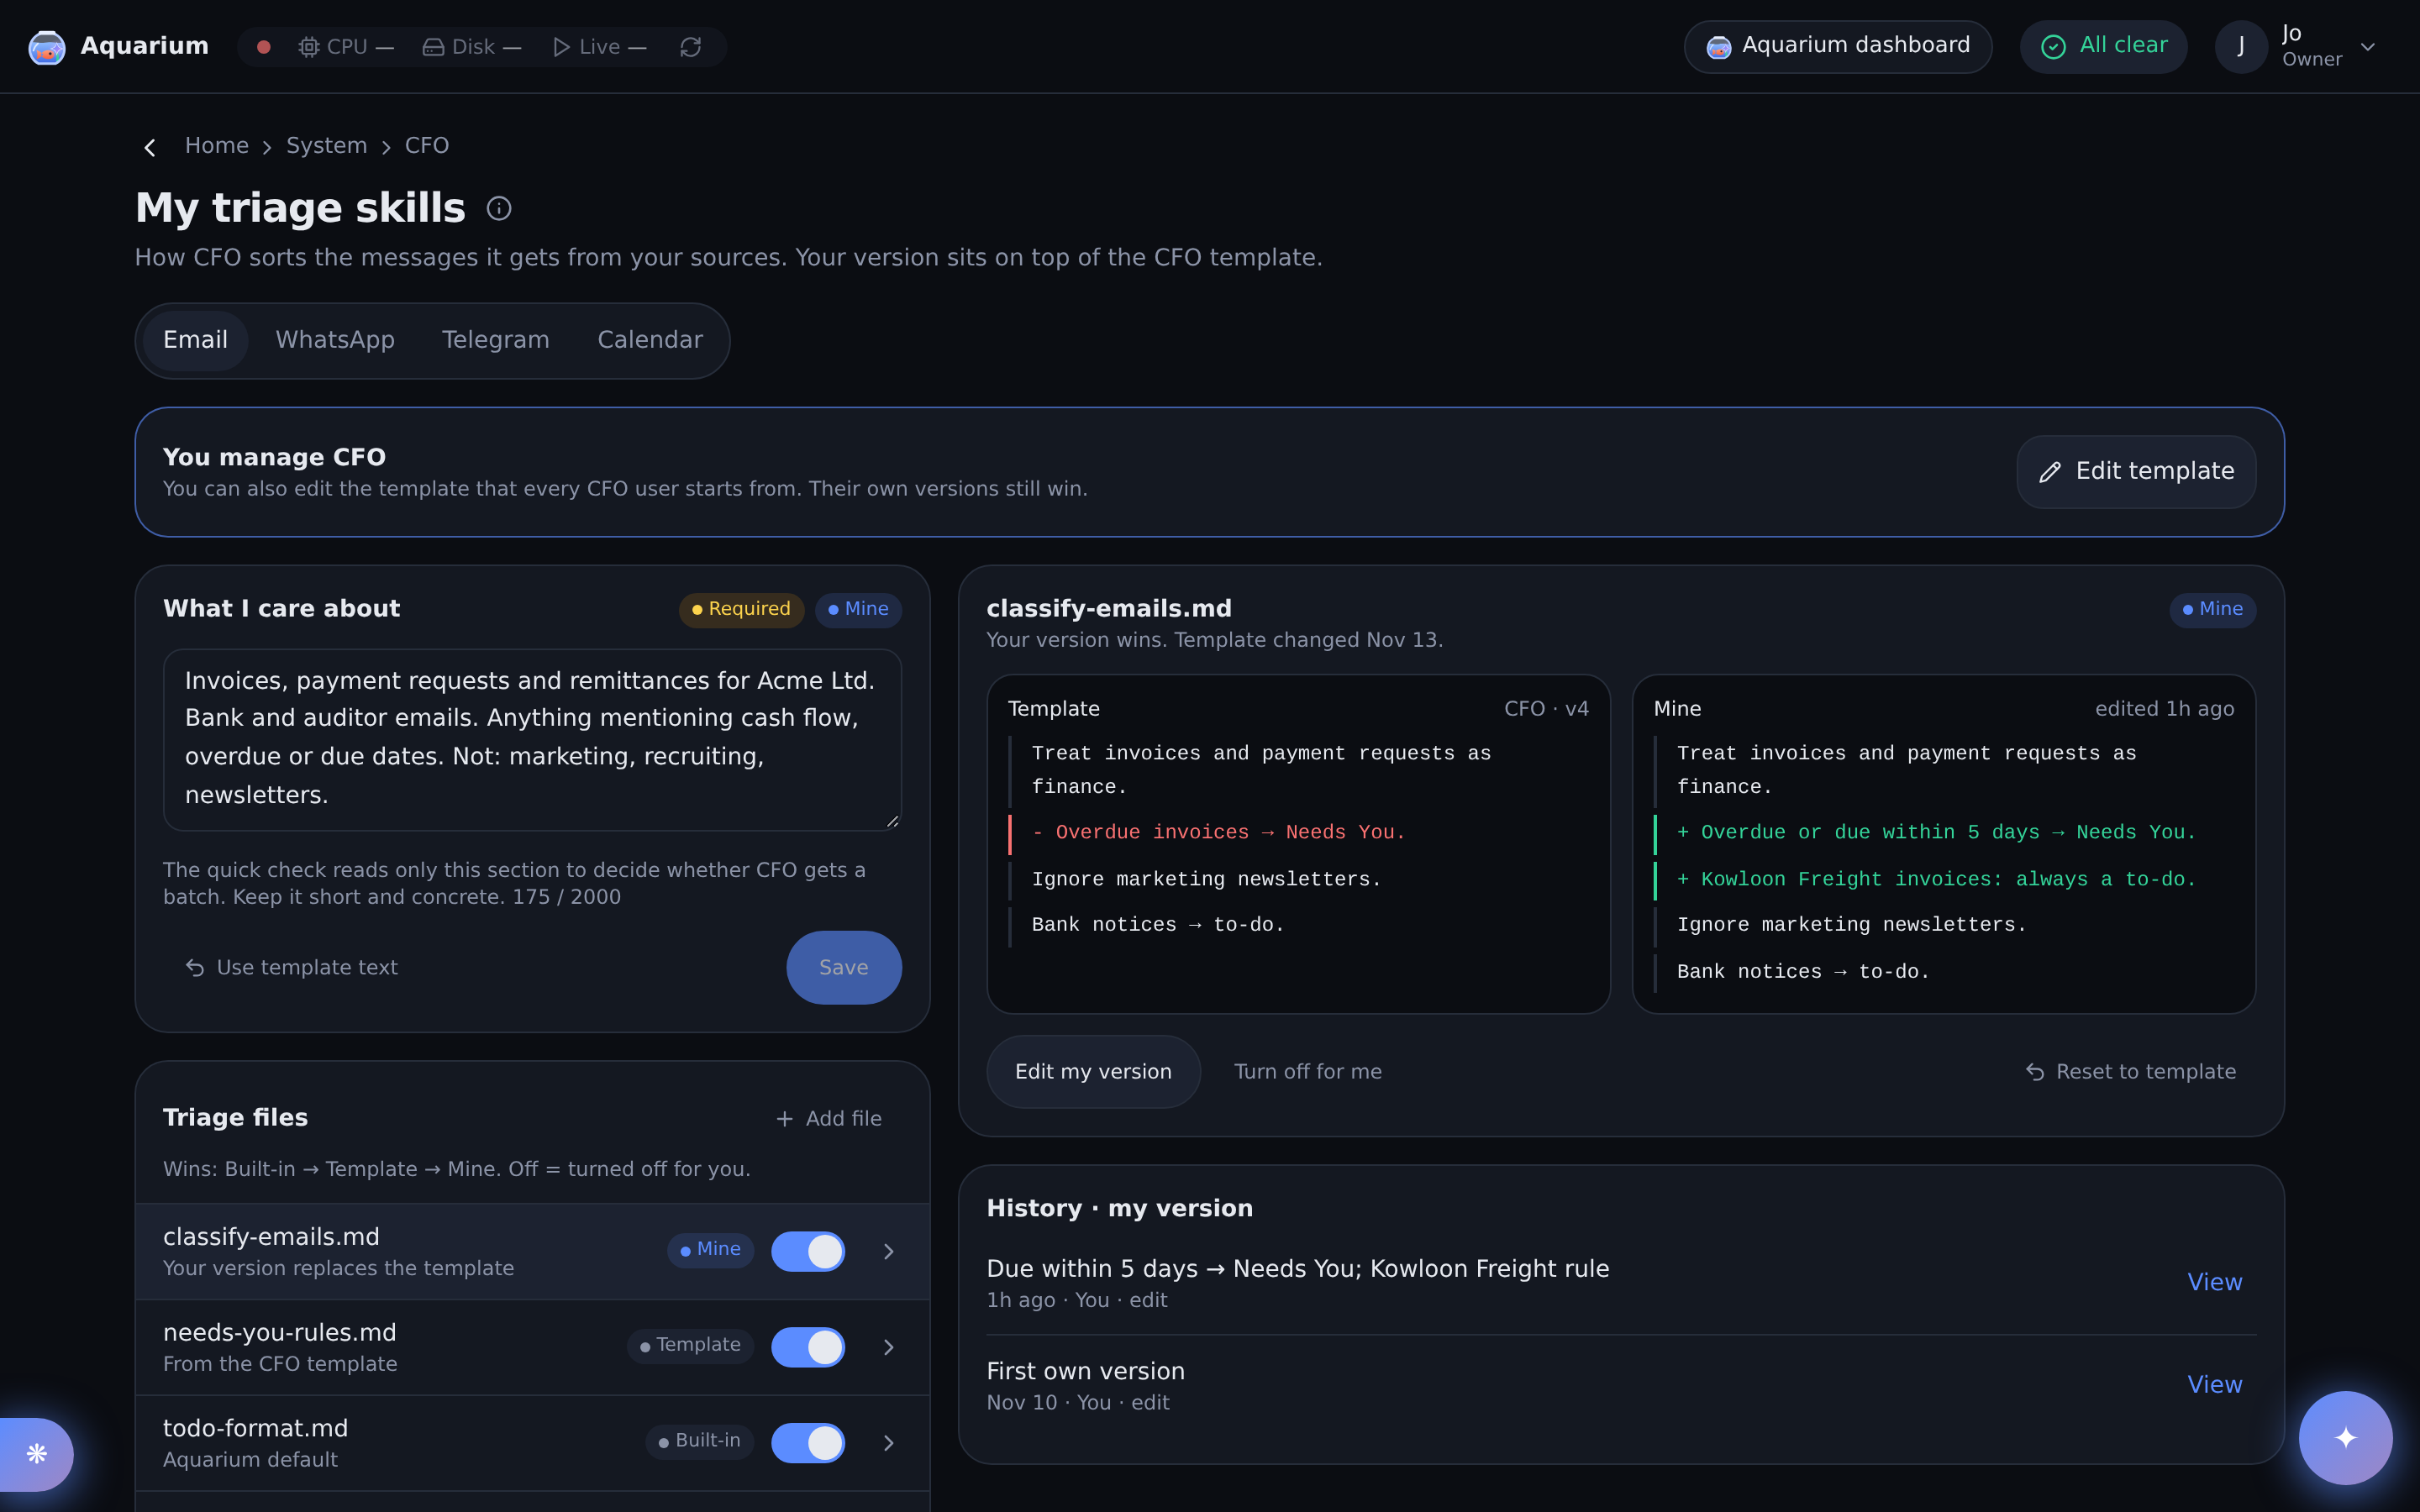 Aquarium
CPU —
Disk —
Live —
Aquarium dashboard
All clear
J
Jo
Owner
Home
System
CFO
My triage skills
How CFO sorts the messages it gets from your sources. Your version sits on top of the CFO template.
Email
WhatsApp
Telegram
Calendar
You manage CFO
You can also edit the template that every CFO user starts from. Their own versions still win.
Edit template
What I care about
Required
Mine
Invoices, payment requests and remittances for Acme Ltd.
Bank and auditor emails. Anything mentioning cash flow,
overdue or due dates. Not: marketing, recruiting,
newsletters.
The quick check reads only this section to decide whether CFO gets a
batch. Keep it short and concrete. 175 / 2000
Use template text
Save
Triage files
Add file
Wins: Built-in → Template → Mine. Off = turned off for you.
classify-emails.md
Your version replaces the template
Mine
needs-you-rules.md
From the CFO template
Template
todo-format.md
Aquarium default
Built-in
classify-emails.md
Mine
Your version wins. Template changed Nov 13.
Template
CFO · v4
Treat invoices and payment requests as
finance.
- Overdue invoices → Needs You.
Ignore marketing newsletters.
Bank notices → to-do.
Mine
edited 1h ago
Treat invoices and payment requests as
finance.
+ Overdue or due within 5 days → Needs You.
+ Kowloon Freight invoices: always a to-do.
Ignore marketing newsletters.
Bank notices → to-do.
Edit my version
Turn off for me
Reset to template
History · my version
Due within 5 days → Needs You; Kowloon Freight rule
1h ago · You · edit
View
First own version
Nov 10 · You · edit
View